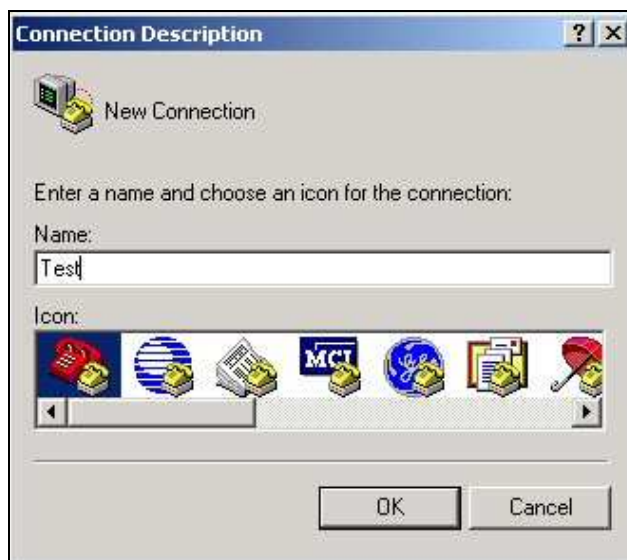 Connection Description
New Connection
Enter a name and choose an icon for the connection:
Name:
Test
Icon:
MCI
OK
Cancel